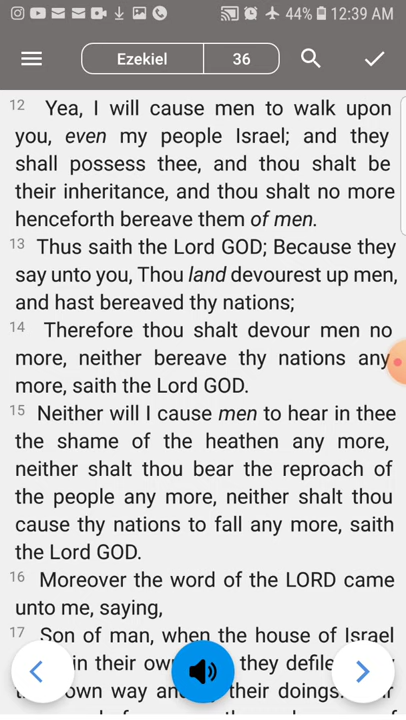 44% 12:39 AM
Ezekiel 36
12 Yea, I will cause men to walk upon
you, even my people Israel; and they
shall possess thee, and thou shalt be
their inheritance, and thou shalt no more
henceforth bereave them of men.
13 Thus saith the Lord GOD; Because they
say unto you, Thou land devourest up men,
and hast bereaved thy nations;
14 Therefore thou shalt devour men no
more, neither bereave thy nations any
more, saith the Lord GOD.
15 Neither will I cause men to hear in thee
the shame of the heathen any more,
neither shalt thou bear the reproach of
the people any more, neither shalt thou
cause thy nations to fall any more, saith
the Lord GOD.
16 Moreover the word of the LORD came
unto me, saying,
17 Son of man, when the house of Israel
in their they
own way their doings